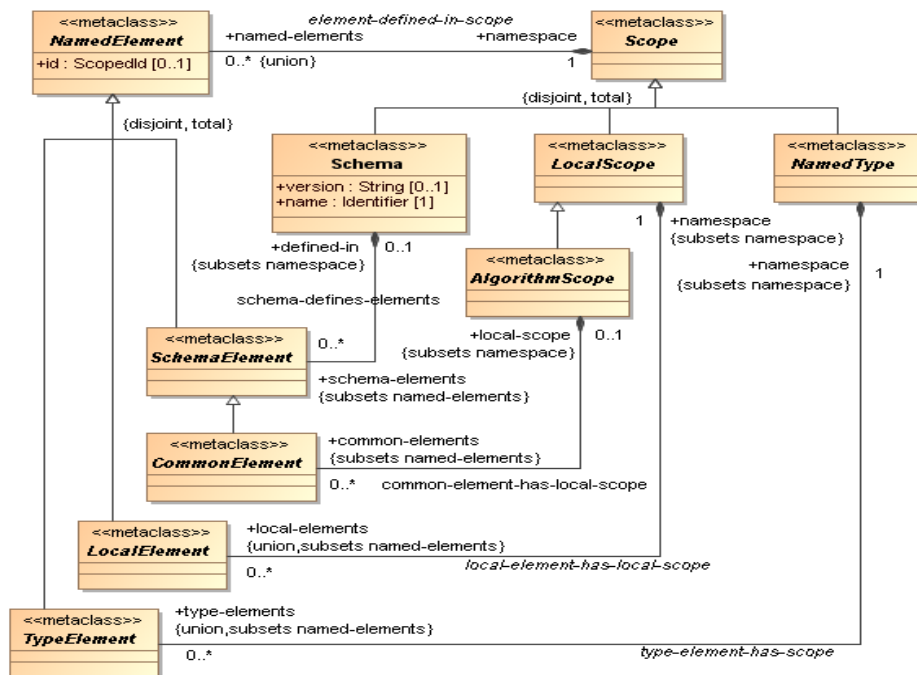 element-defined-in-scope
<<metaclass>>
NamedElement
+id : ScopedId [0..1]
+named-elements
0..* {union}
+namespace
1
<<metaclass>>
Scope
{disjoint, total}
{disjoint, total}
<<metaclass>>
Schema
+version : String [0..1]
+name : Identifier [1]
<<metaclass>>
LocalScope
<<metaclass>>
NamedType
+defined-in
0..1
{subsets namespace}
1
+namespace
{subsets namespace}
+namespace
1
{subsets namespace}
<<metaclass>>
AlgorithmScope
schema-defines-elements
+local-scope
0..1
{subsets namespace}
<<metaclass>>
SchemaElement
0..*
+schema-elements
{subsets named-elements}
<<metaclass>>
CommonElement
+common-elements
{subsets named-elements}
0..*
common-element-has-local-scope
<<metaclass>>
LocalElement
+local-elements
{union,subsets named-elements}
0..*
local-element-has-local-scope
<<metaclass>>
TypeElement
+type-elements
{union,subsets named-elements}
0..*
type-element-has-scope